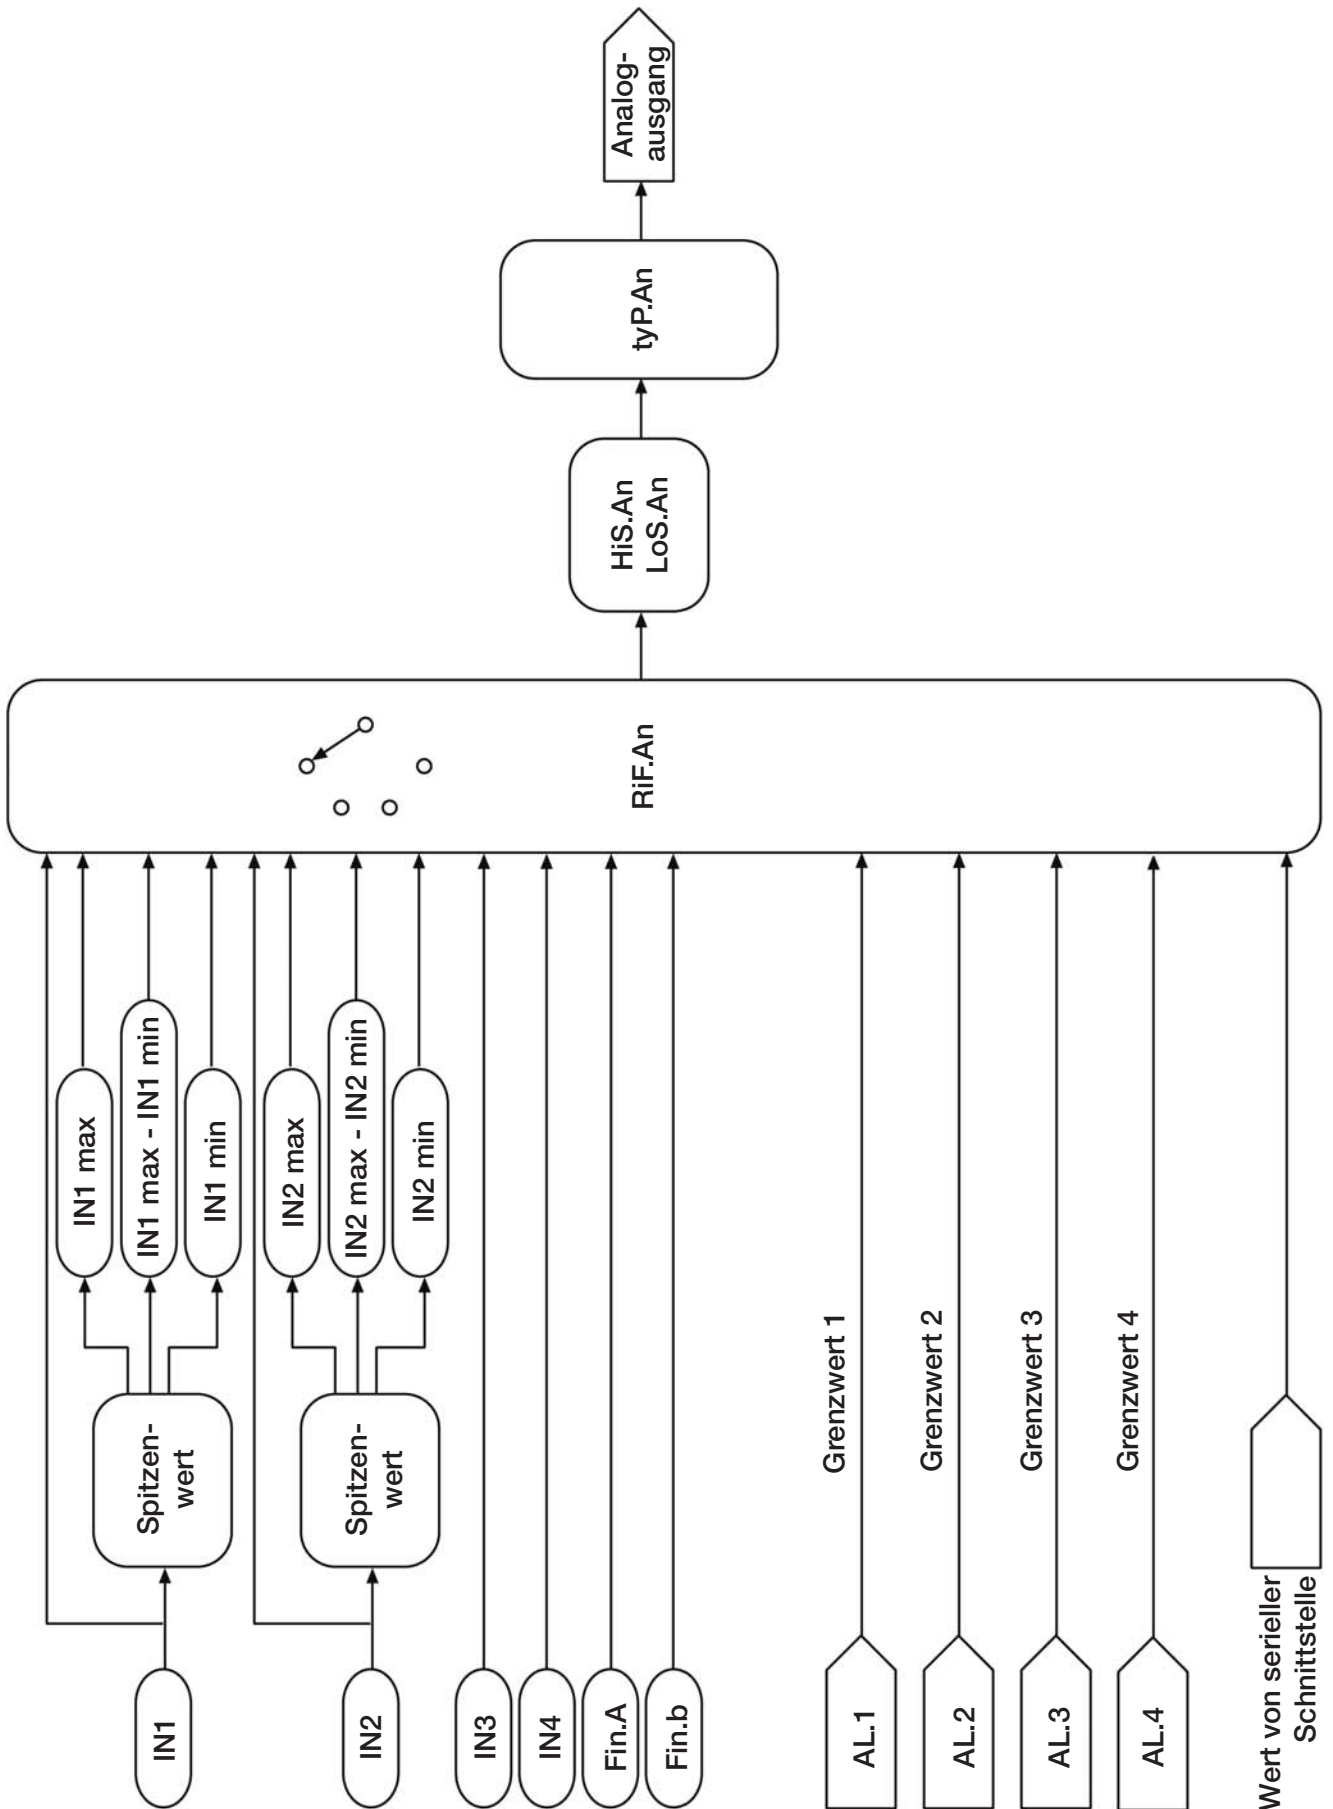 IN1
Spitzen-
wert
IN1 max
IN1 max - IN1 min
IN1 min
IN2
Spitzen-
wert
IN2 max
IN2 max - IN2 min
IN2 min
IN3
IN4
Fin.A
Fin.b
AL.1
Grenzwert 1
AL.2
Grenzwert 2
AL.3
Grenzwert 3
AL.4
Grenzwert 4
Wert von serieller
Schnittstelle
RiF.An
HiS.An
LoS.An
tyP.An
Analog-
ausgang